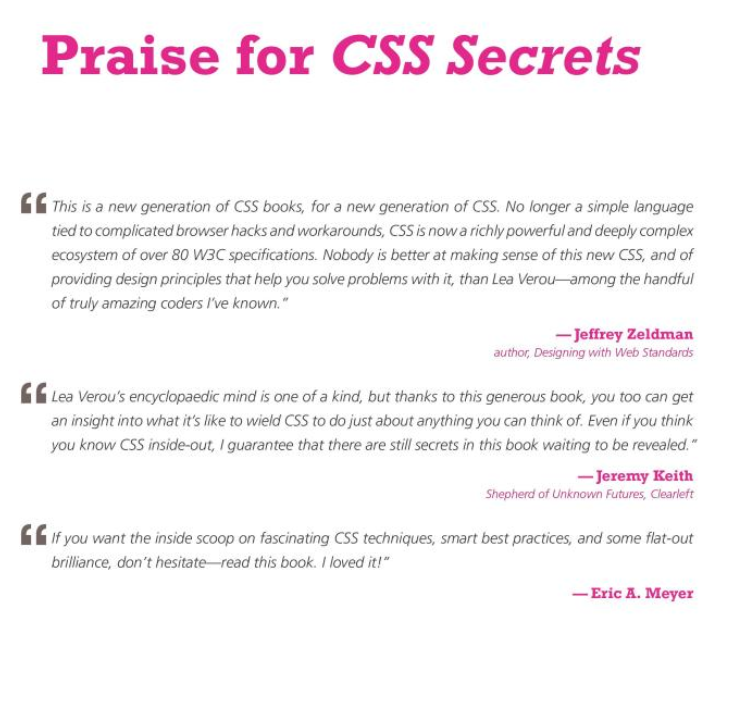 Praise for CSS Secrets
“ This is a new generation of CSS books, for a new generation of CSS. No longer a simple language
tied to complicated browser hacks and workarounds, CSS is now a richly powerful and deeply complex
ecosystem of over 80 W3C specifications. Nobody is better at making sense of this new CSS, and of
providing design principles that help you solve problems with it, than Lea Verou—among the handful
of truly amazing coders I’ve known.”
— Jeffrey Zeldman
author, Designing with Web Standards
“ Lea Verou’s encyclopaedic mind is one of a kind, but thanks to this generous book, you too can get
an insight into what it’s like to wield CSS to do just about anything you can think of. Even if you think
you know CSS inside-out, I guarantee that there are still secrets in this book waiting to be revealed.”
— Jeremy Keith
Shepherd of Unknown Futures, Clearleft
“ If you want the inside scoop on fascinating CSS techniques, smart best practices, and some flat-out
brilliance, don’t hesitate—read this book. I loved it!”
— Eric A. Meyer